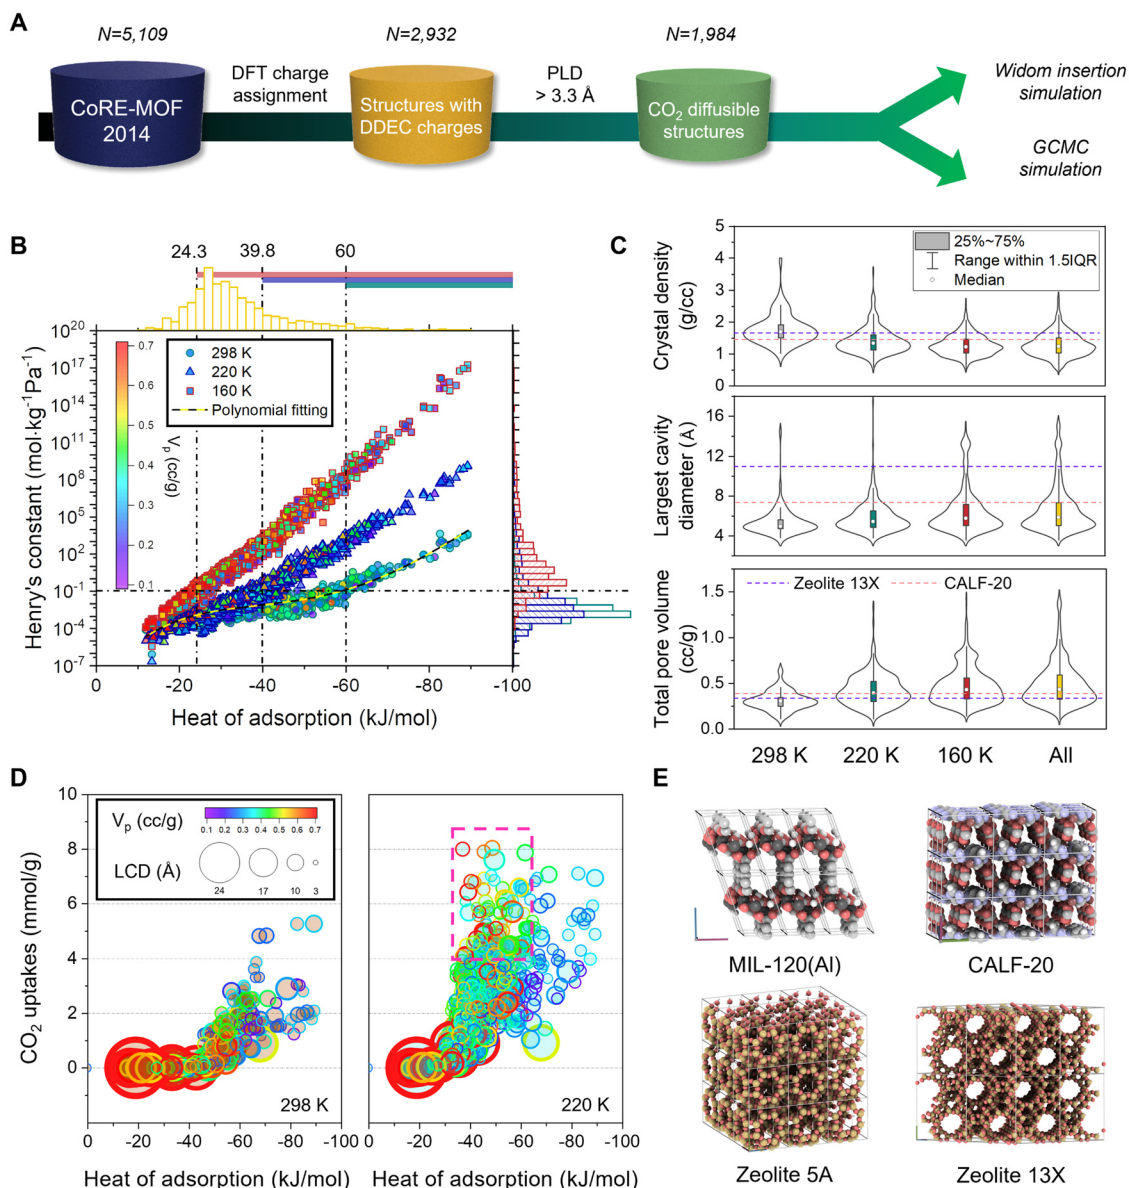 A
N=5,109
N=2,932
N=1,984
CoRE-MOF
2014
DFT charge
assignment
Structures with
DDEC charges
PLD
> 3.3 Å
CO2 diffusible
structures
Widom insertion
simulation
GCMC
simulation
B
24.3
39.8
60
10^20
10^17
10^14
10^11
10^8
10^5
10^2
10^-1
10^-4
10^-7
Henry's constant (mol·kg^-1Pa^-1)
0.7
0.6
0.5
0.4
0.3
0.2
0.1
Vp (cc/g)
298 K
220 K
160 K
Polynomial fitting
0
-20
-40
-60
-80
-100
Heat of adsorption (kJ/mol)
C
Crystal density
(g/cc)
5
4
3
2
1
0
25%~75%
Range within 1.5IQR
Median
Largest cavity
diameter (Å)
16
12
8
4
Total pore volume
(cc/g)
1.5
1.0
0.5
0.0
Zeolite 13X
CALF-20
298 K
220 K
160 K
All
D
CO2 uptakes (mmol/g)
10
8
6
4
2
0
Vp (cc/g)
0.1 0.2 0.3 0.4 0.5 0.6 0.7
LCD (Å)
24
17
10
3
298 K
0
-20
-40
-60
-80
-100
Heat of adsorption (kJ/mol)
220 K
0
-20
-40
-60
-80
-100
Heat of adsorption (kJ/mol)
E
MIL-120(Al)
CALF-20
Zeolite 5A
Zeolite 13X